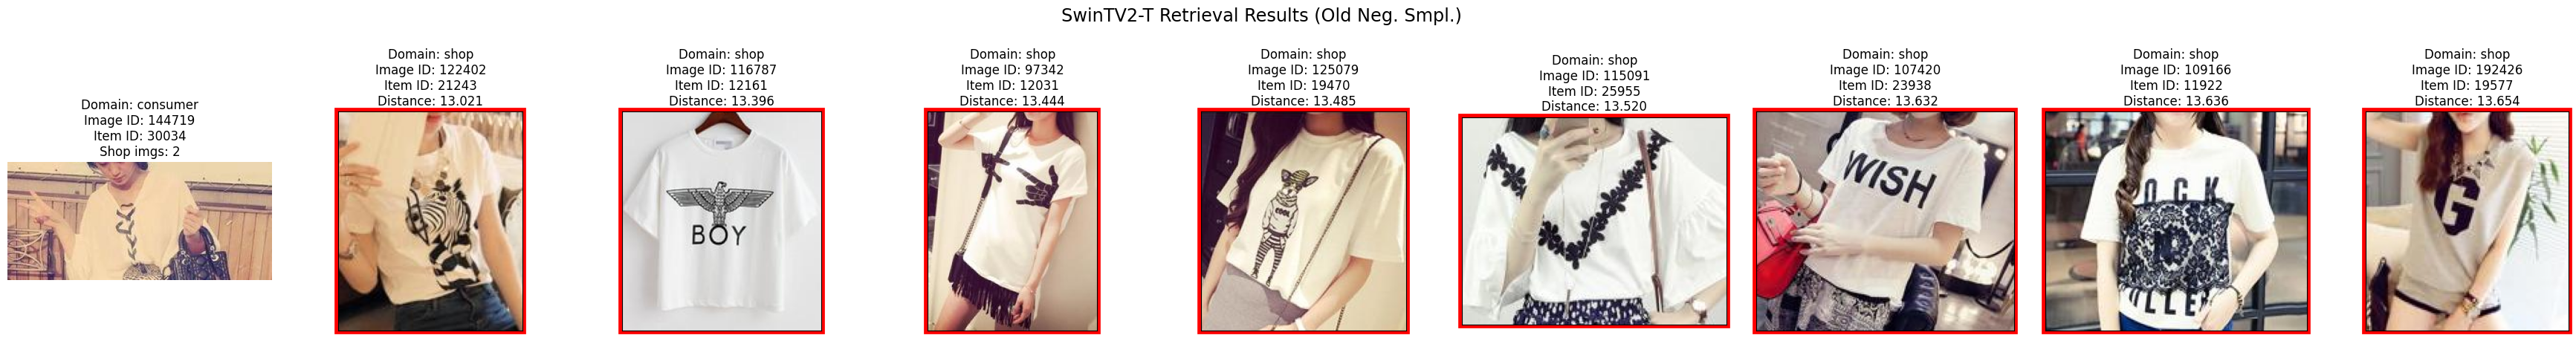 SwinTV2-T Retrieval Results (Old Neg. Smpl.)
Domain: consumer
Image ID: 144719
Item ID: 30034
Shop imgs: 2
Domain: shop
Image ID: 122402
Item ID: 21243
Distance: 13.021
Domain: shop
Image ID: 116787
Item ID: 12161
Distance: 13.396
BOY
Domain: shop
Image ID: 97342
Item ID: 12031
Distance: 13.444
Domain: shop
Image ID: 125079
Item ID: 19470
Distance: 13.485
COOL
Domain: shop
Image ID: 115091
Item ID: 25955
Distance: 13.520
Domain: shop
Image ID: 107420
Item ID: 23938
Distance: 13.632
WISH
Domain: shop
Image ID: 109166
Item ID: 11922
Distance: 13.636
OCK
Domain: shop
Image ID: 192426
Item ID: 19577
Distance: 13.654
G